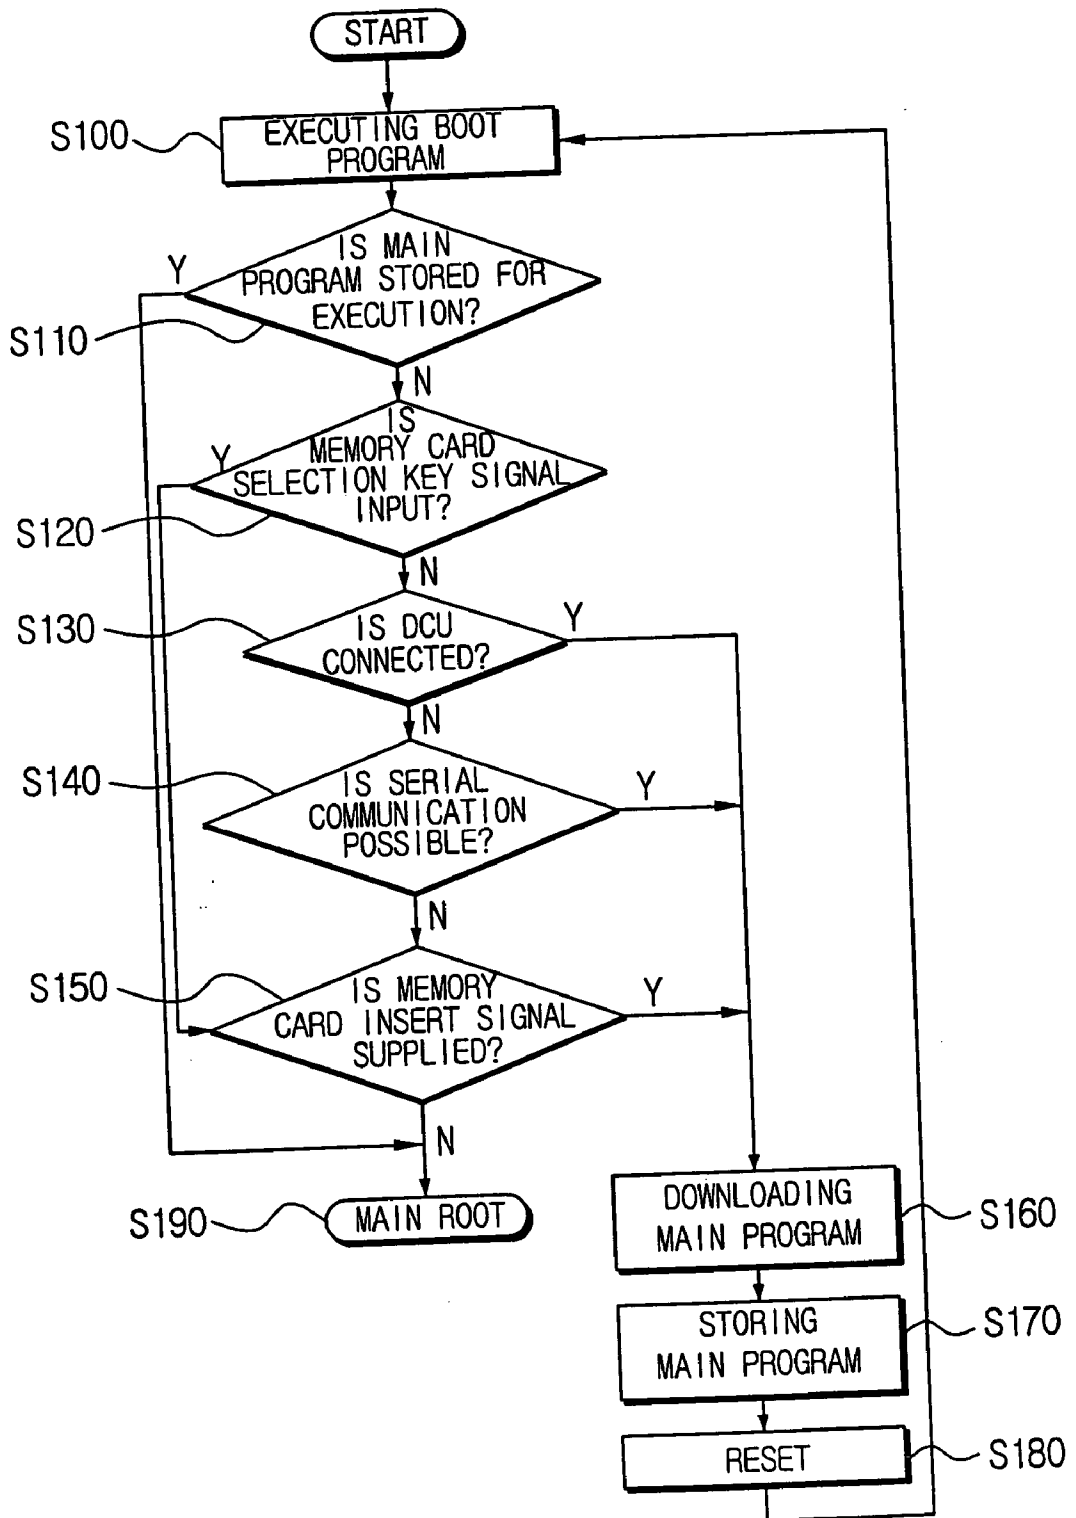 START
S100
EXECUTING BOOT
PROGRAM
Y
IS MAIN
PROGRAM STORED FOR
EXECUTION?
S110
N
IS
MEMORY CARD
Y
SELECTION KEY SIGNAL
INPUT?
S120
N
S130
IS DCU
CONNECTED?
Y
N
S140
IS SERIAL
COMMUNICATION
POSSIBLE?
Y
N
S150
IS MEMORY
CARD INSERT SIGNAL
SUPPLIED?
Y
N
S190
MAIN ROOT
DOWNLOADING
MAIN PROGRAM
S160
STORING
MAIN PROGRAM
S170
RESET
S180